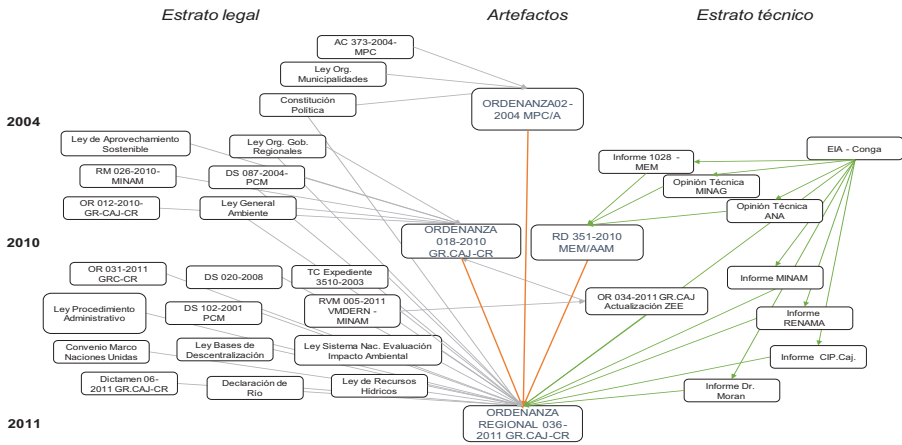 Estrato legal
Artefactos
Estrato técnico
AC 373-2004-
MPC
Ley Org.
Municipalidades
Constitución
Política
ORDENANZA02-
2004 MPC/A
2004
Ley de Aprovechamiento
Sostenible
Ley Org. Gob.
Regionales
EIA - Conga
Informe 1028 -
MEM
RM 026-2010-
MINAM
DS 087-2004-
PCM
Opinión Técnica
MINAG
OR 012-2010-
GR-CAJ-CR
Ley General
Ambiente
Opinión Técnica
ANA
2010
ORDENANZA
018-2010
GR.CAJ-CR
RD 351-2010
MEM/AAM
OR 031-2011
GRC-CR
DS 020-2008
TC Expediente
3510-2003
Informe MINAM
Ley Procedimiento
Administrativo
DS 102-2001
PCM
RVM 005-2011
VMDERN -
MINAM
OR 034-2011 GR.CAJ
Actualización ZEE
Informe
RENAMA
Convenio Marco
Naciones Unidas
Ley Bases de
Descentralización
Ley Sistema Nac. Evaluación
Impacto Ambiental
Informe CIP.Caj.
Dictamen 06-
2011 GR.CAJ-CR
Declaración de
Río
Ley de Recursos
Hídricos
Informe Dr.
Moran
2011
ORDENANZA
REGIONAL 036-
2011 GR.CAJ-CR